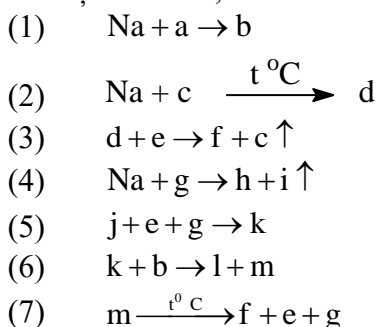 (1) Na + a → b
(2) Na + c —t °C→ d
(3) d + e → f + c ↑
(4) Na + g → h + i ↑
(5) j + e + g → k
(6) k + b → l + m
(7) m —t⁰ C→ f + e + g